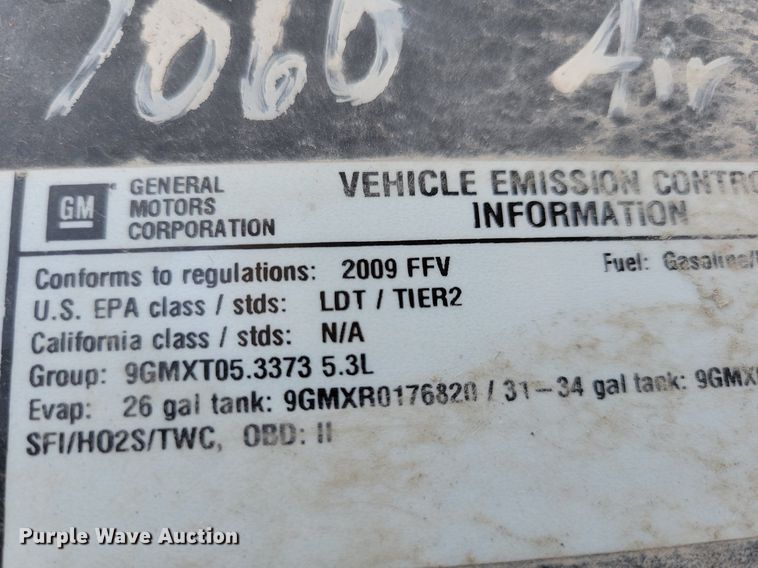 7060 Air
GM GENERAL MOTORS CORPORATION
VEHICLE EMISSION CONTRO
INFORMATION
Conforms to regulations: 2009 FFV Fuel: Gasoline/
U.S. EPA class / stds: LDT / TIER2
California class / stds: N/A
Group: 9GMXT05.3373 5.3L
Evap: 26 gal tank: 9GMXR0176820 / 31-34 gal tank: 9GMX
SFI/HO2S/TWC, OBD: II
Purple Wave Auction